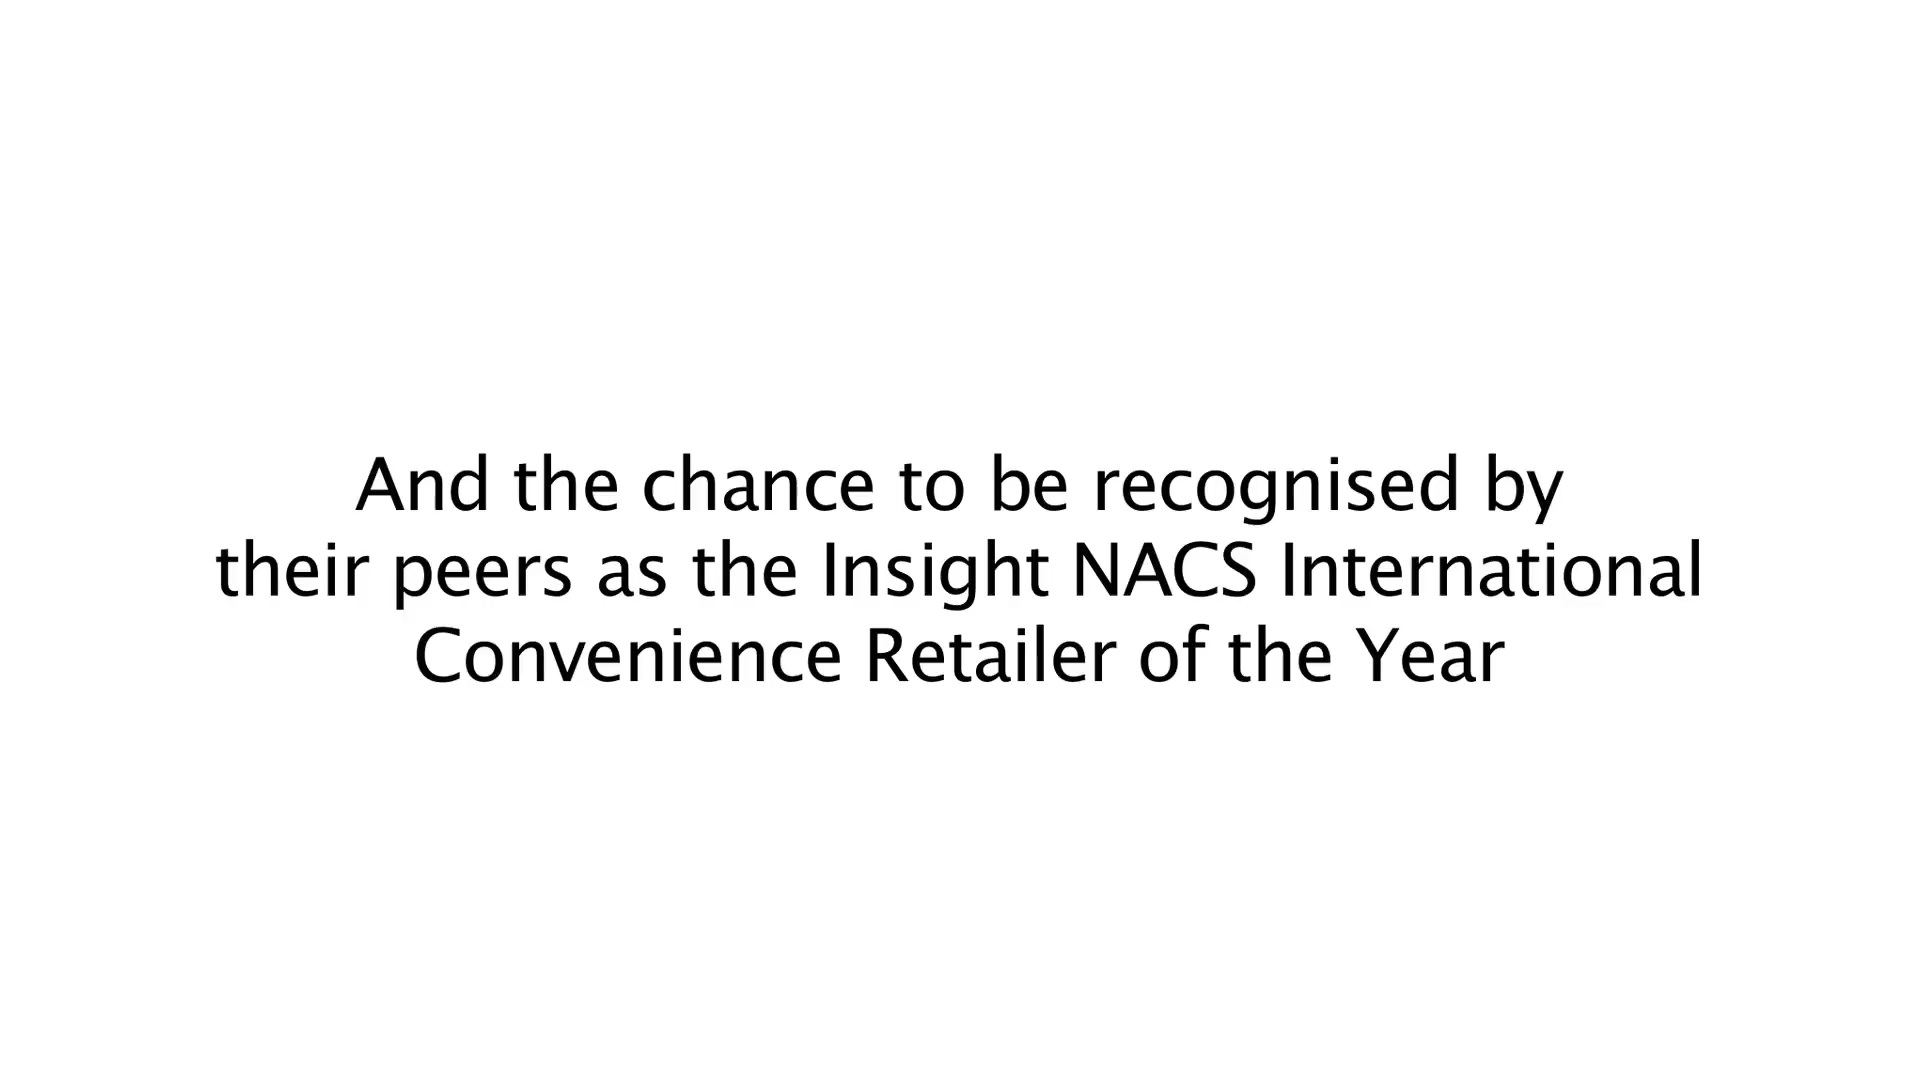 And the chance to be recognised by
their peers as the Insight NACS International
Convenience Retailer of the Year